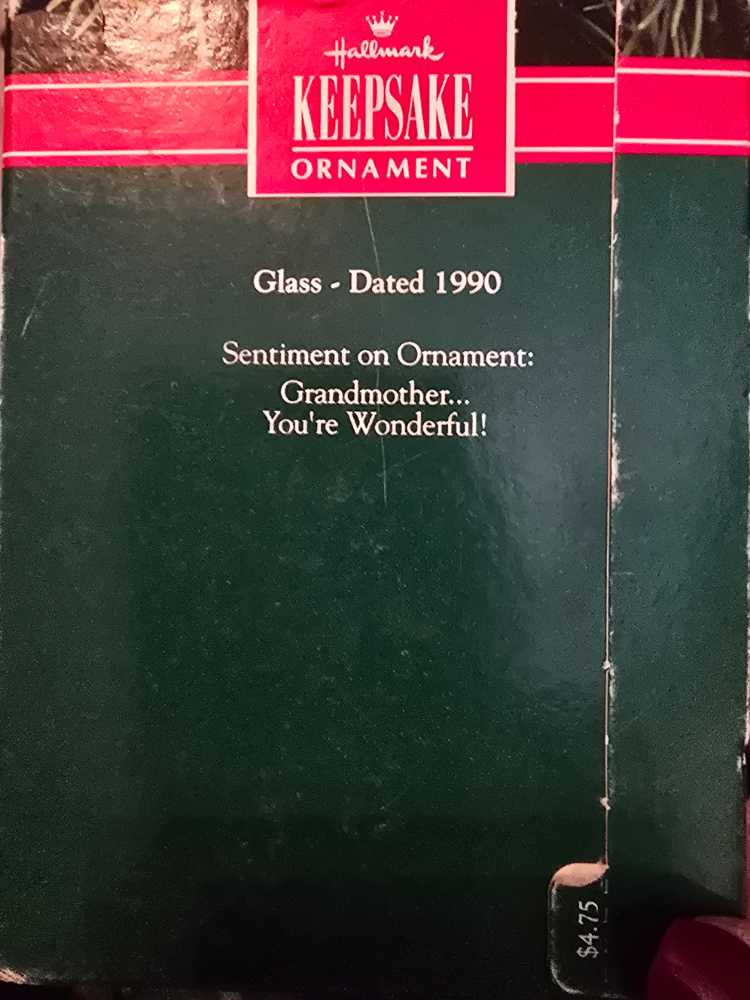 Hallmark
KEEPSAKE
ORNAMENT
Glass - Dated 1990
Sentiment on Ornament:
Grandmother...
You're Wonderful!
$4.75